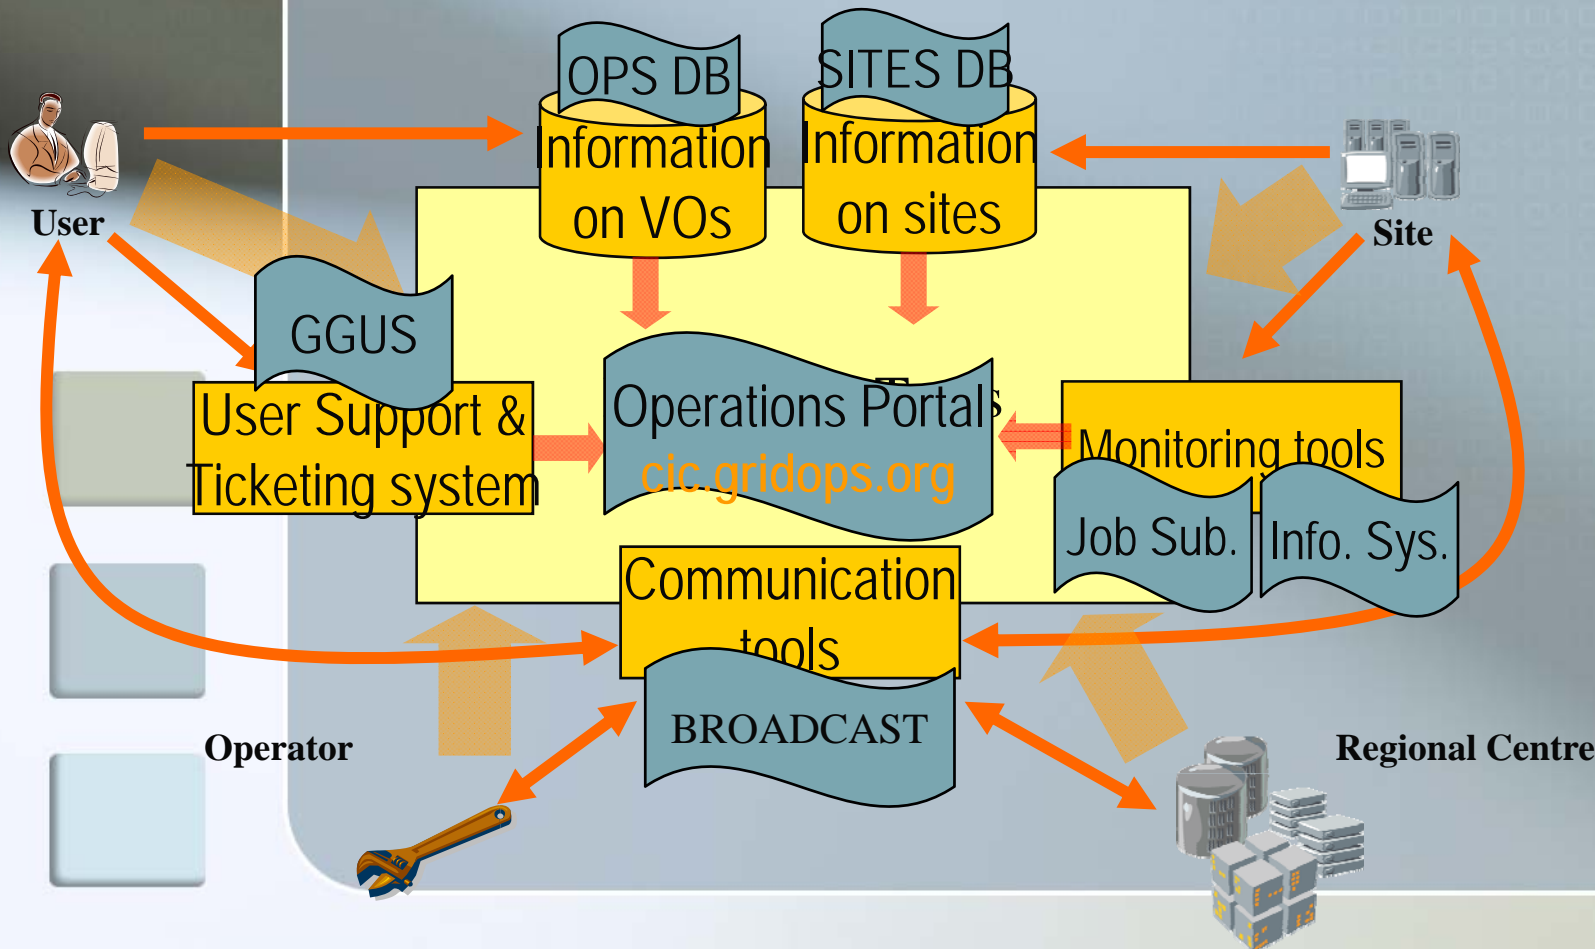 OPS DB
SITES DB
Information
on VOs
Information
on sites
User
Site
GGUS
User Support &
Ticketing system
Operations Portal
cic.gridops.org
Monitoring tools
Job Sub.
Info. Sys.
Communication
tools
BROADCAST
Operator
Regional Centre